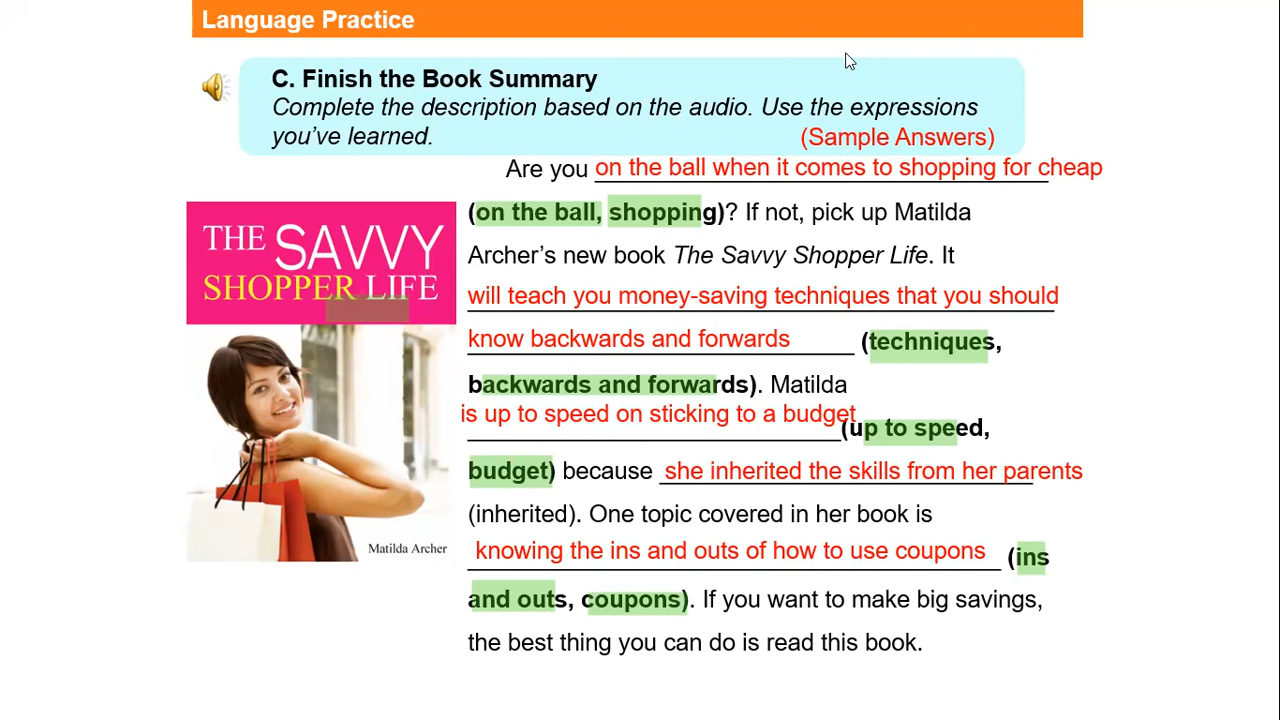 Language Practice
C. Finish the Book Summary
Complete the description based on the audio. Use the expressions
you've learned.
(Sample Answers)
Are you on the ball when it comes to shopping for cheap
(on the ball, shopping)? If not, pick up Matilda
Archer's new book The Savvy Shopper Life. It
will teach you money-saving techniques that you should
know backwards and forwards (techniques,
backwards and forwards). Matilda
is up to speed on sticking to a budget (up to speed,
budget) because she inherited the skills from her parents
(inherited). One topic covered in her book is
knowing the ins and outs of how to use coupons (ins
and outs, coupons). If you want to make big savings,
the best thing you can do is read this book.
THE SAVVY
SHOPPER LIFE
Matilda Archer